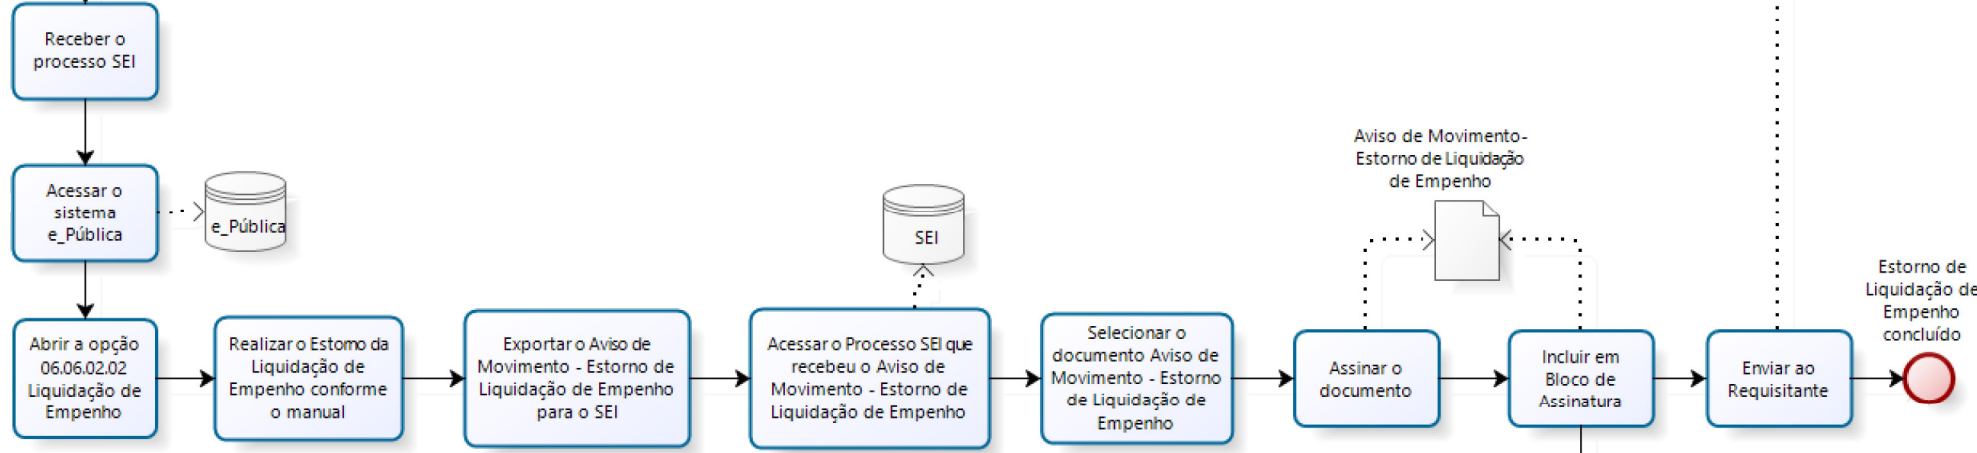 Receber o
processo SEI
Acessar o
sistema
e_Pública
e_Pública
Abrir a opção
06.06.02.02
Liquidação de
Empenho
Realizar o Estorno da
Liquidação de
Empenho conforme
o manual
Exportar o Aviso de
Movimento - Estorno de
Liquidação de Empenho
para o SEI
SEI
Acessar o Processo SEI que
recebeu o Aviso de
Movimento - Estorno de
Liquidação de Empenho
Selecionar o
documento Aviso de
Movimento - Estorno
de Liquidação de
Empenho
Aviso de Movimento-
Estorno de Liquidação
de Empenho
Assinar o
documento
Incluir em
Bloco de
Assinatura
Enviar ao
Requisitante
Estorno de
Liquidação de
Empenho
concluído